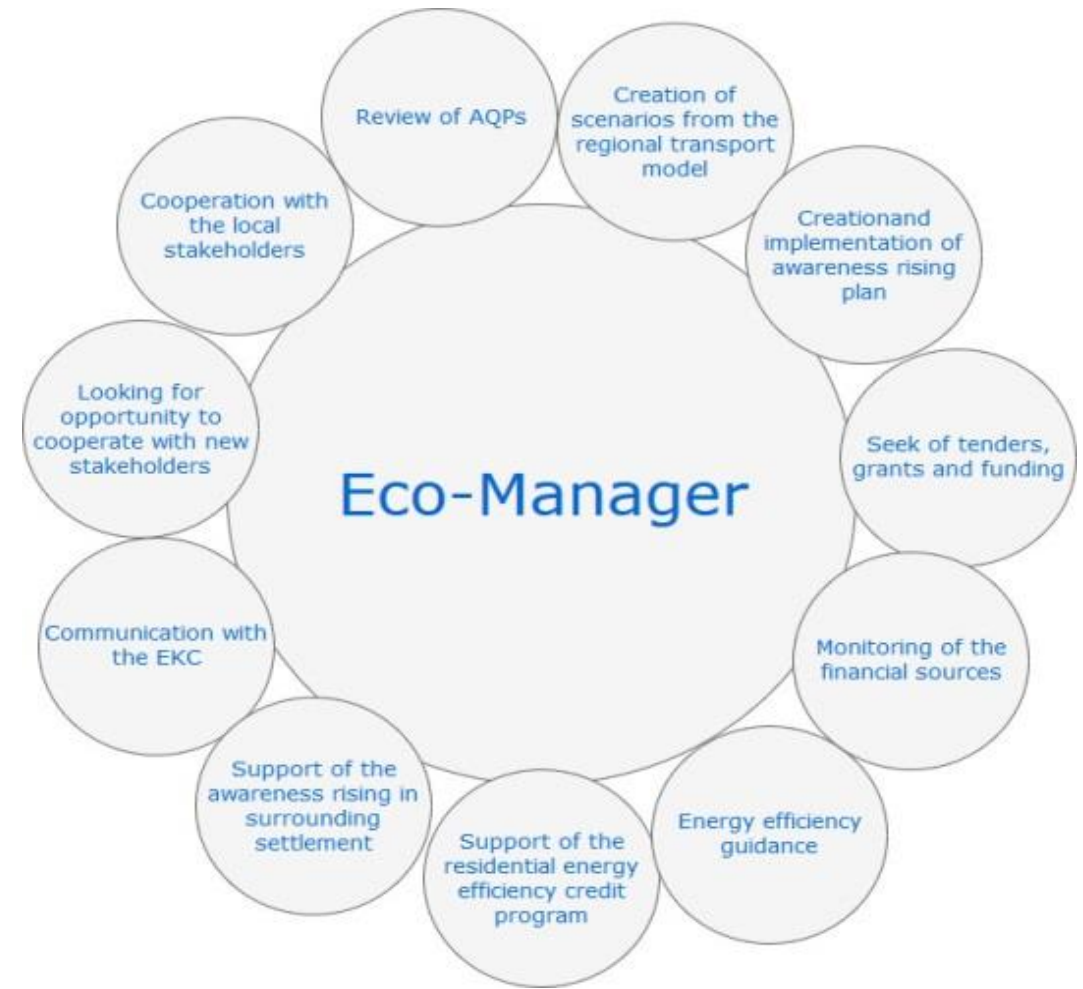 Review of AQPs
Creation of
scenarios from the
regional transport
model
Creationand
implementation of
awareness rising
plan
Seek of tenders,
grants and funding
Monitoring of the
financial sources
Energy efficiency
guidance
Support of the
residential energy
efficiency credit
program
Support of the
awareness rising in
surrounding
settlement
Communication with
the EKC
Looking for
opportunity to
cooperate with new
stakeholders
Cooperation with
the local
stakeholders
Eco-Manager